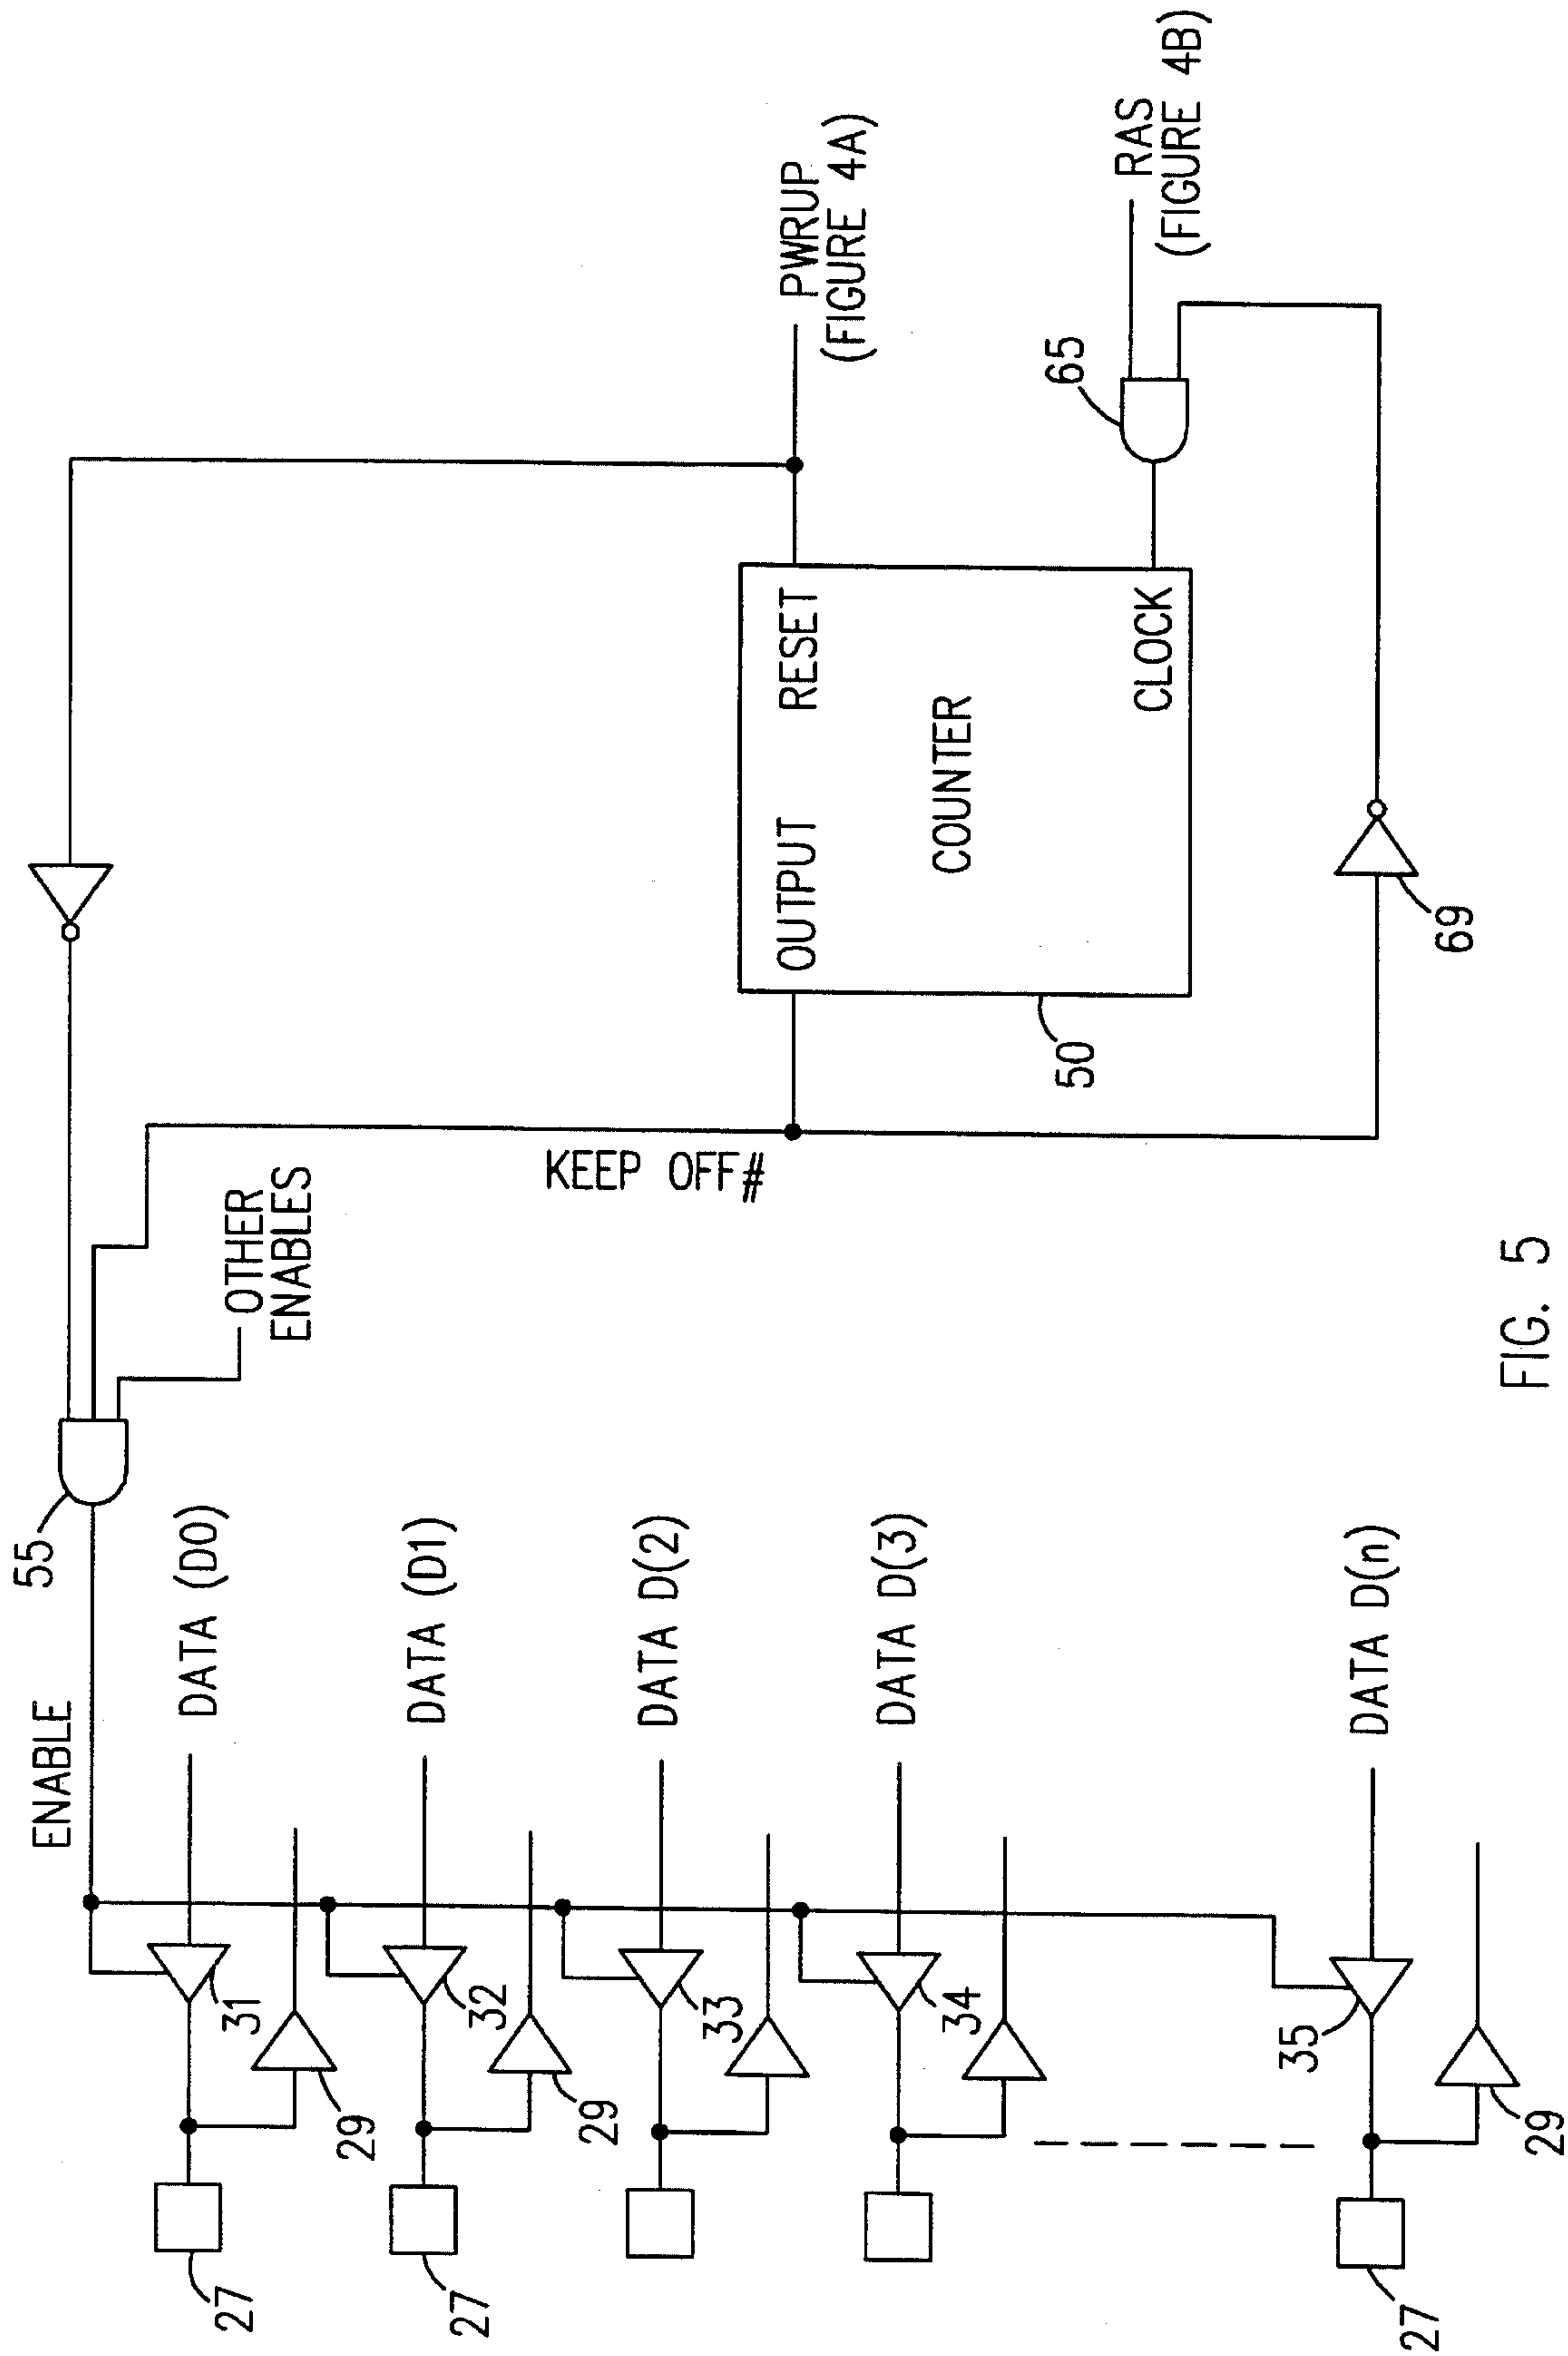 55
ENABLE
OTHER
ENABLES
DATA (D0)
31
29
27
DATA (D1)
32
29
27
DATA D(2)
33
DATA D(3)
34
DATA D(n)
35
29
27
KEEP OFF#
OUTPUT
RESET
COUNTER
CLOCK
50
PWRUP
(FIGURE 4A)
65
RAS
(FIGURE 4B)
69
FIG. 5